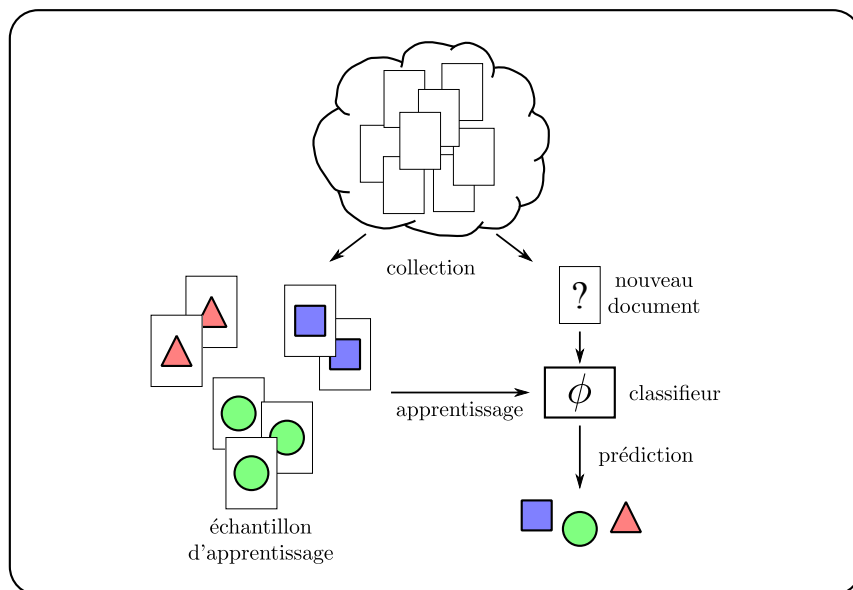 collection
?
nouveau
document
ϕ
classifieur
apprentissage
prédiction
échantillon
d'apprentissage